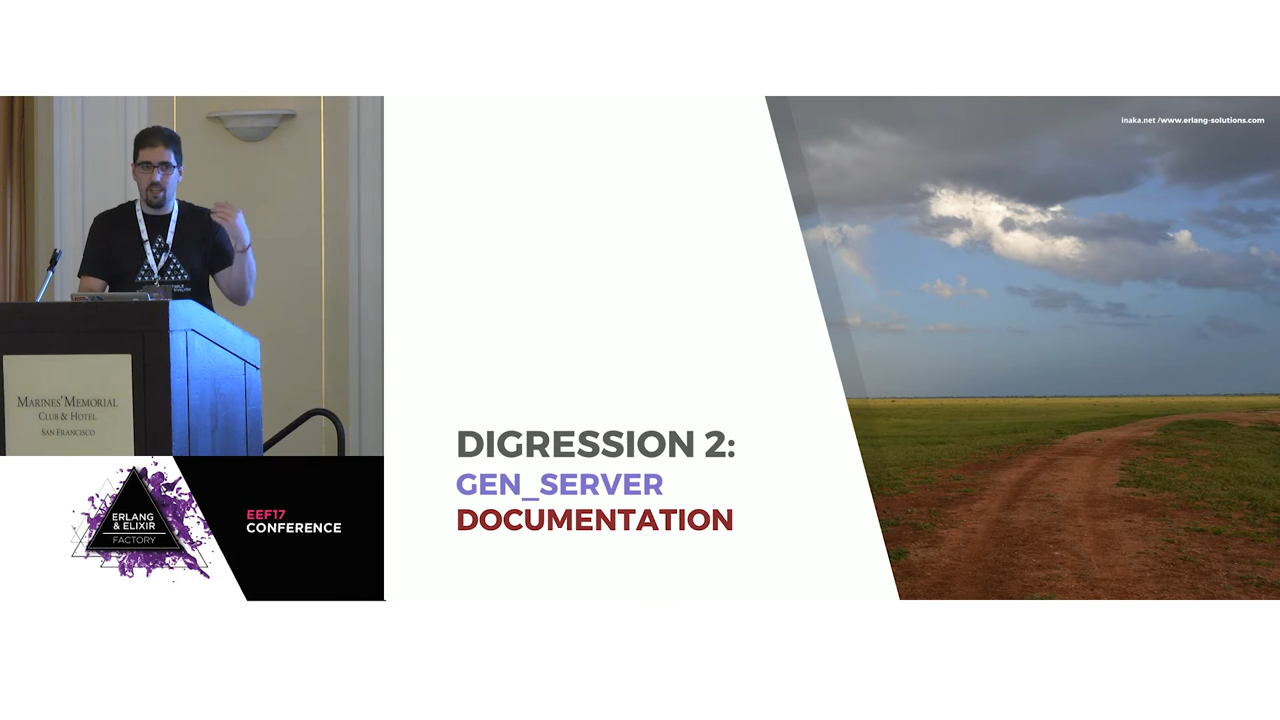 inaka.net /www.erlang-solutions.com
MARINES' MEMORIAL
CLUB & HOTEL
SAN FRANCISCO
DIGRESSION 2:
GEN_SERVER
DOCUMENTATION
ERLANG
& ELIXIR
FACTORY
EEF17
CONFERENCE